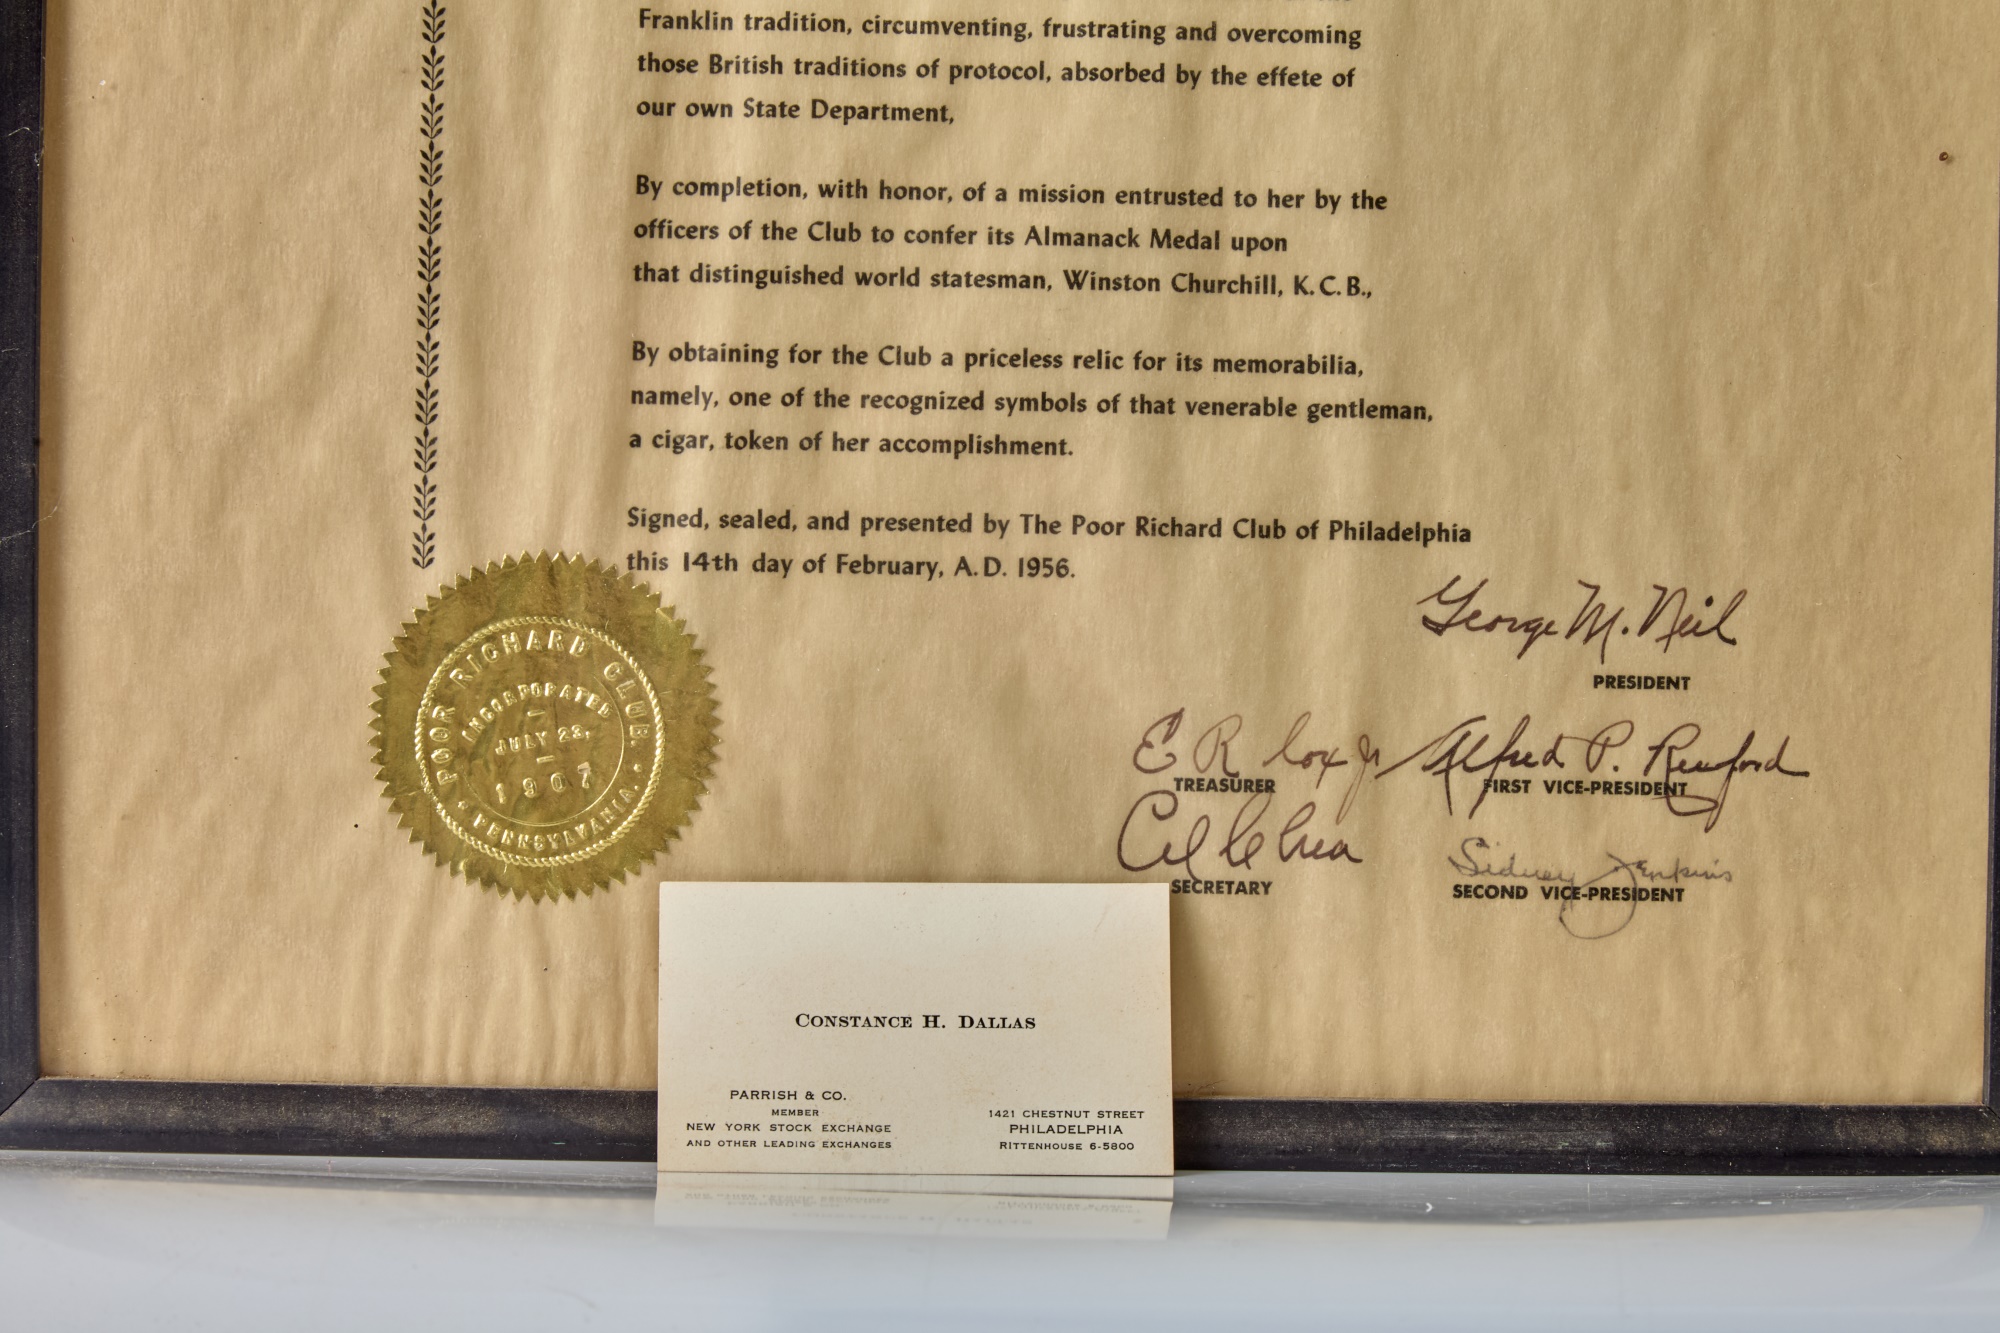 Franklin tradition, circumventing, frustrating and overcoming
those British traditions of protocol, absorbed by the effete of
our own State Department,
By completion, with honor, of a mission entrusted to her by the
officers of the Club to confer its Almanack Medal upon
that distinguished world statesman, Winston Churchill, K.C.B.,
By obtaining for the Club a priceless relic for its memorabilia,
namely, one of the recognized symbols of that venerable gentleman,
a cigar, token of her accomplishment.
Signed, sealed, and presented by The Poor Richard Club of Philadelphia
this 14th day of February, A.D. 1956.
George M. Neil
PRESIDENT
E R Cox Jr
TREASURER
Alfred P.
FIRST VICE-PRESIDENT
SECRETARY
Sidney Jenkins
SECOND VICE-PRESIDENT
POOR RICHARD CLUB.
INCORPORATED
JULY 23,
1907
PENNSYLVANIA.
CONSTANCE H. DALLAS
PARRISH & CO.
MEMBER
NEW YORK STOCK EXCHANGE
AND OTHER LEADING EXCHANGES
1421 CHESTNUT STREET
PHILADELPHIA
RITTENHOUSE 6-5800